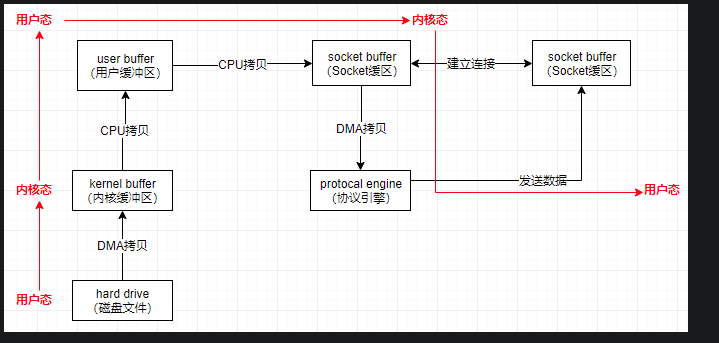 用户态
内核态
user buffer
（用户缓冲区）
CPU拷贝
socket buffer
（Socket缓区）
建立连接
socket buffer
（Socket缓区）
CPU拷贝
DMA拷贝
内核态
kernel buffer
（内核缓冲区）
protocal engine
（协议引擎）
发送数据
用户态
DMA拷贝
用户态
hard drive
（磁盘文件）